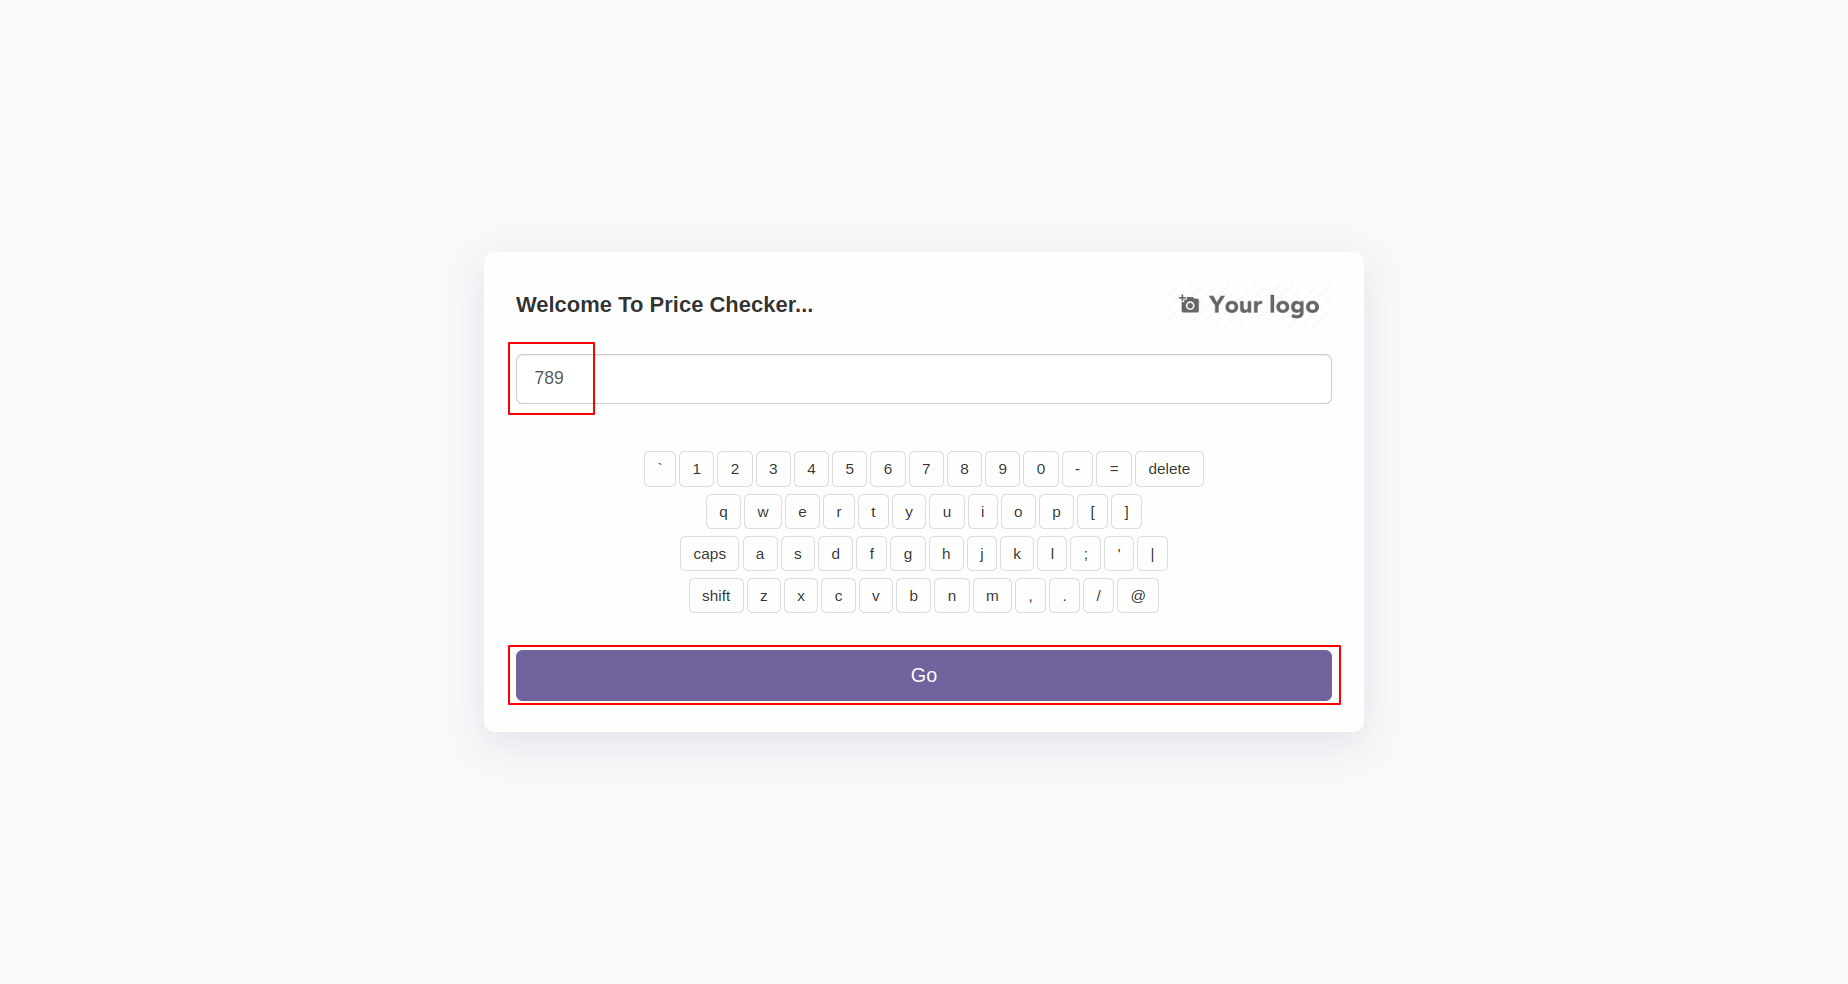 Welcome To Price Checker...
Your logo
789
` 1 2 3 4 5 6 7 8 9 0 - = delete
q w e r t y u i o p [ ]
caps a s d f g h j k l ; ' |
shift z x c v b n m , . / @
Go